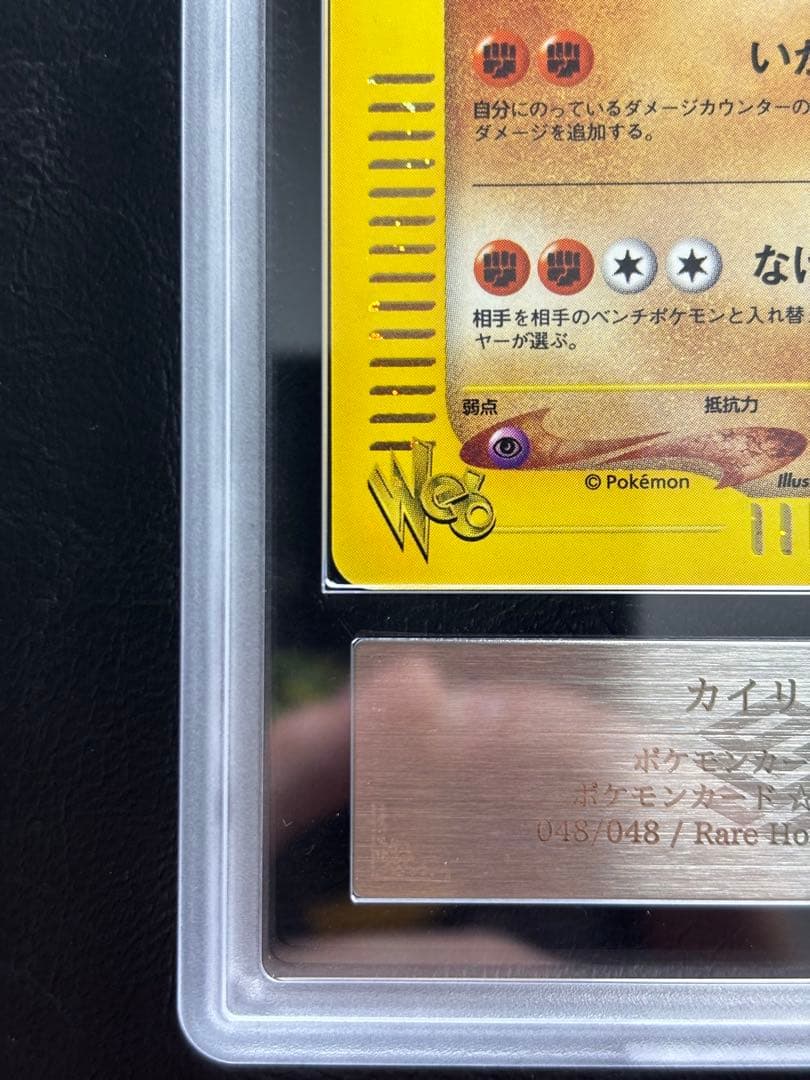 いか
自分にのっているダメージカウンターの
ダメージを追加する。
なげ
相手を相手のベンチポケモンと入れ替
ヤーが選ぶ。
弱点
抵抗力
©Pokémon
Illus
Web
カイリ
ポケモンカー
ポケモンカード☆
048/048 / Rare Ho